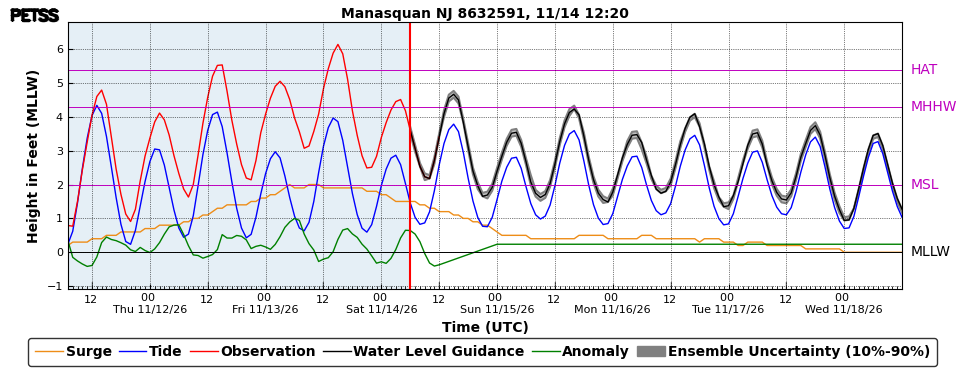 PETSS
Manasquan NJ 8632591, 11/14 12:20
Height in Feet (MLLW)
6
5
4
3
2
1
0
−1
HAT
MHHW
MSL
MLLW
12 00 12 00 12 00 12 00 12 00 12 00 12 00
Thu 11/12/26 Fri 11/13/26 Sat 11/14/26 Sun 11/15/26 Mon 11/16/26 Tue 11/17/26 Wed 11/18/26
Time (UTC)
Surge Tide Observation Water Level Guidance Anomaly Ensemble Uncertainty (10%-90%)